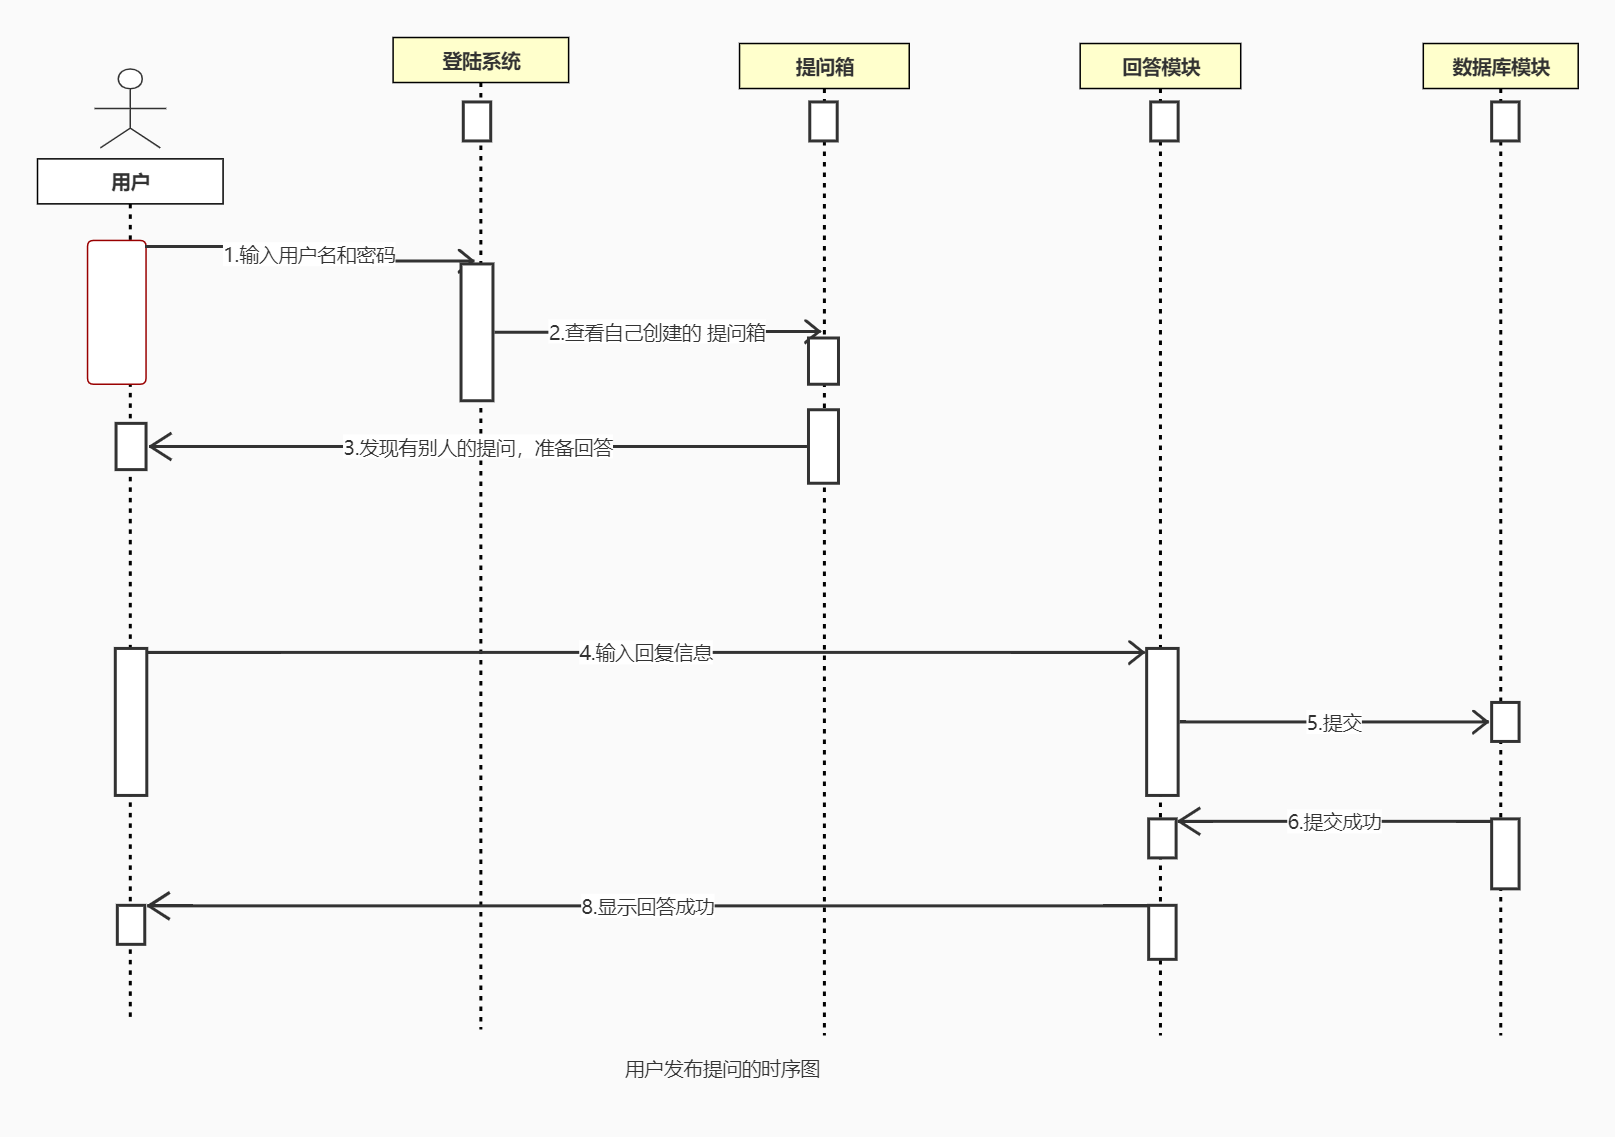 登陆系统
提问箱
回答模块
数据库模块
用户
1.输入用户名和密码
2.查看自己创建的 提问箱
3.发现有别人的提问，准备回答
4.输入回复信息
5.提交
6.提交成功
8.显示回答成功
用户发布提问的时序图